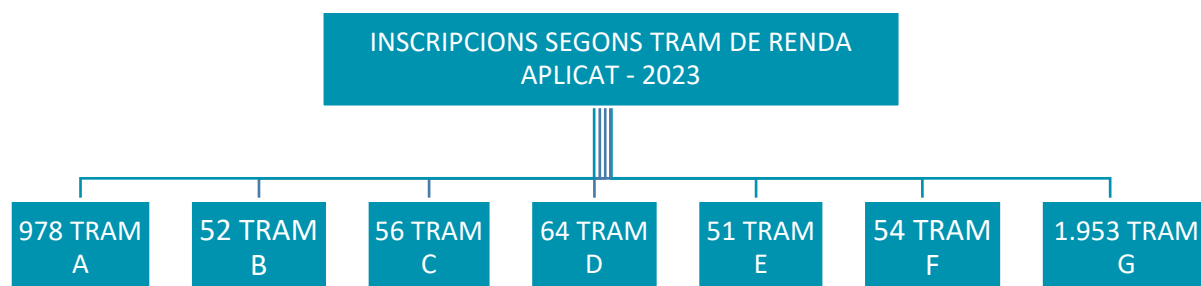 INSCRIPCIONS SEGONS TRAM DE RENDA
APLICAT - 2023
978 TRAM
A
52 TRAM
B
56 TRAM
C
64 TRAM
D
51 TRAM
E
54 TRAM
F
1.953 TRAM
G